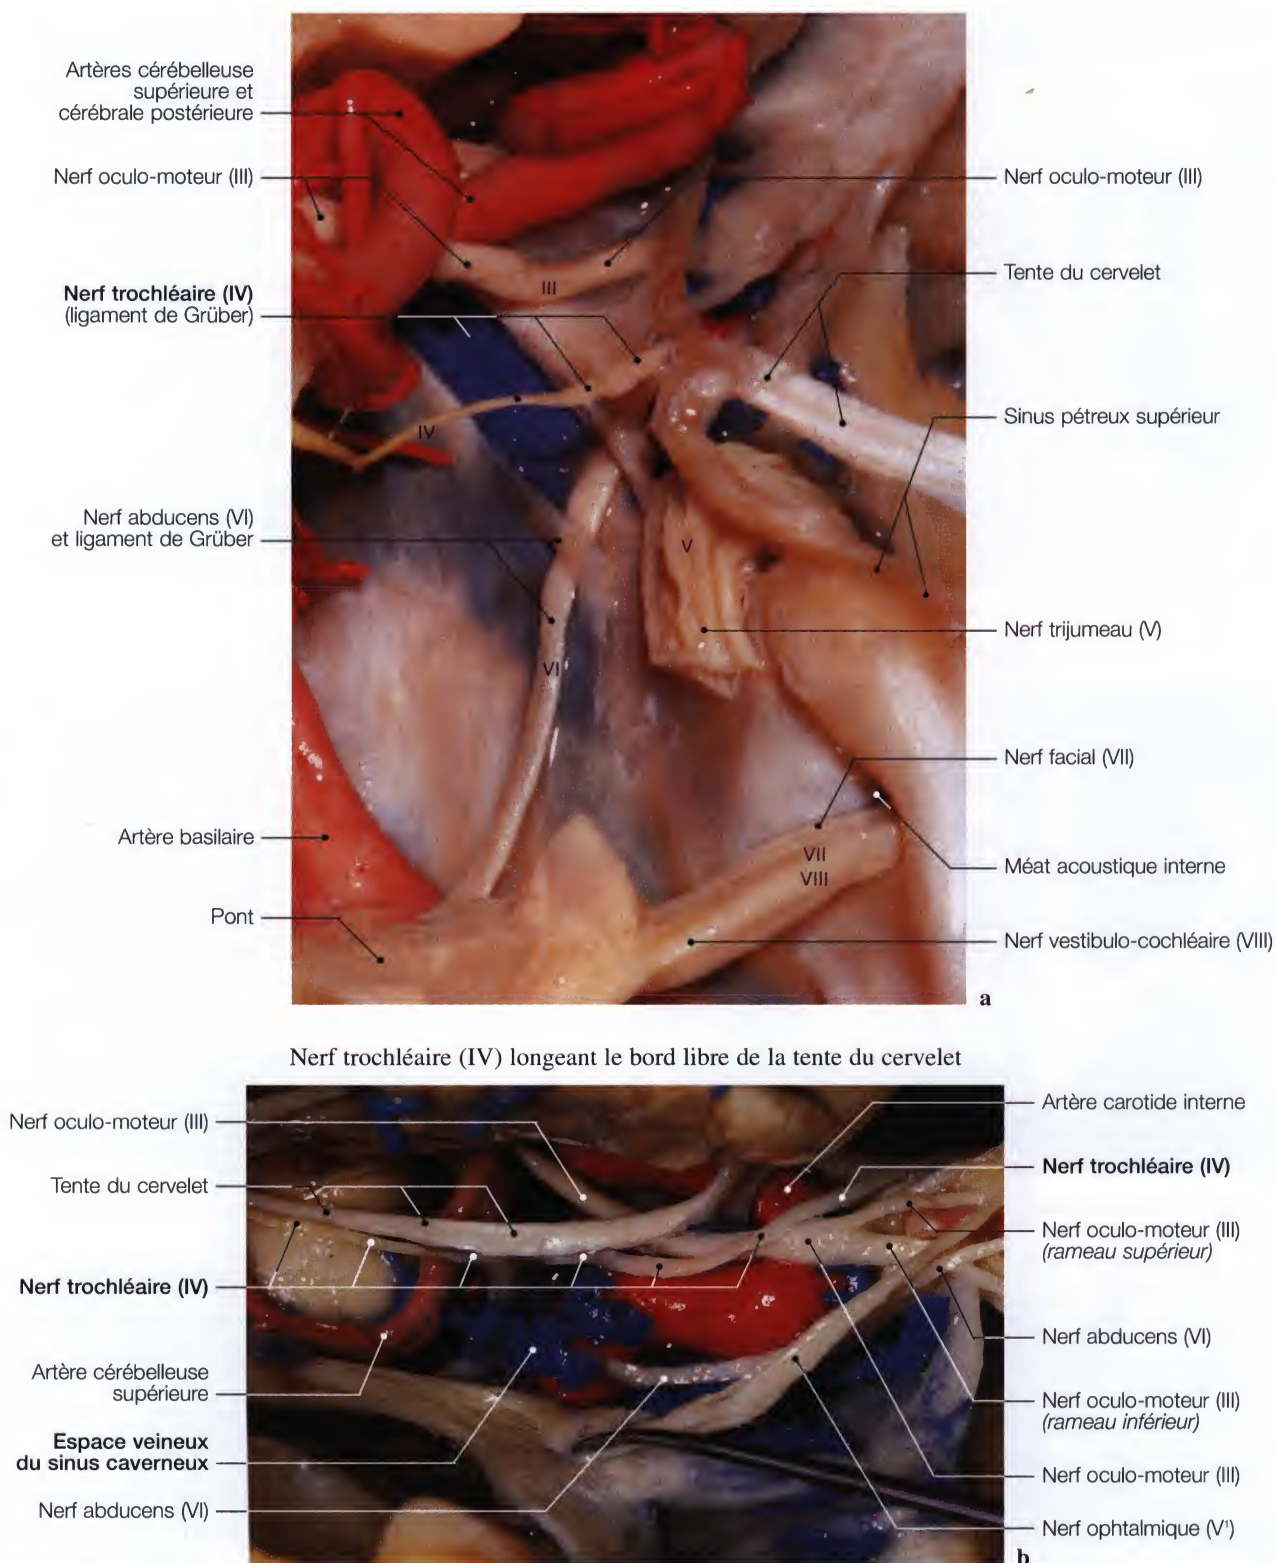 Artères cérébelleuse
supérieure et
cérébrale postérieure
Nerf oculo-moteur (III)
Nerf trochléaire (IV)
(ligament de Grüber)
Nerf abducens (VI)
et ligament de Grüber
Artère basilaire
Pont
III
IV
V
VI
VII
VIII
Nerf oculo-moteur (III)
Tente du cervelet
Sinus pétreux supérieur
Nerf trijumeau (V)
Nerf facial (VII)
Méat acoustique interne
Nerf vestibulo-cochléaire (VIII)
a
Nerf trochléaire (IV) longeant le bord libre de la tente du cervelet
Nerf oculo-moteur (III)
Tente du cervelet
Nerf trochléaire (IV)
Artère cérébelleuse
supérieure
Espace veineux
du sinus caverneux
Nerf abducens (VI)
Artère carotide interne
Nerf trochléaire (IV)
Nerf oculo-moteur (III)
(rameau supérieur)
Nerf abducens (VI)
Nerf oculo-moteur (III)
(rameau inférieur)
Nerf oculo-moteur (III)
Nerf ophtalmique (V¹)
b